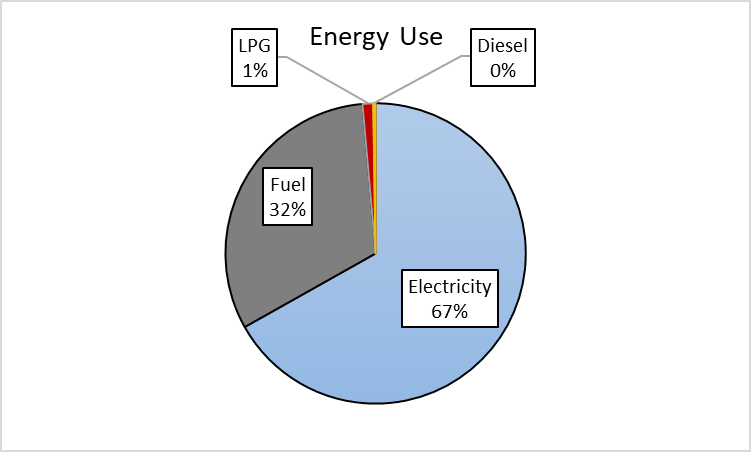 Energy Use
LPG
1%
Diesel
0%
Fuel
32%
Electricity
67%